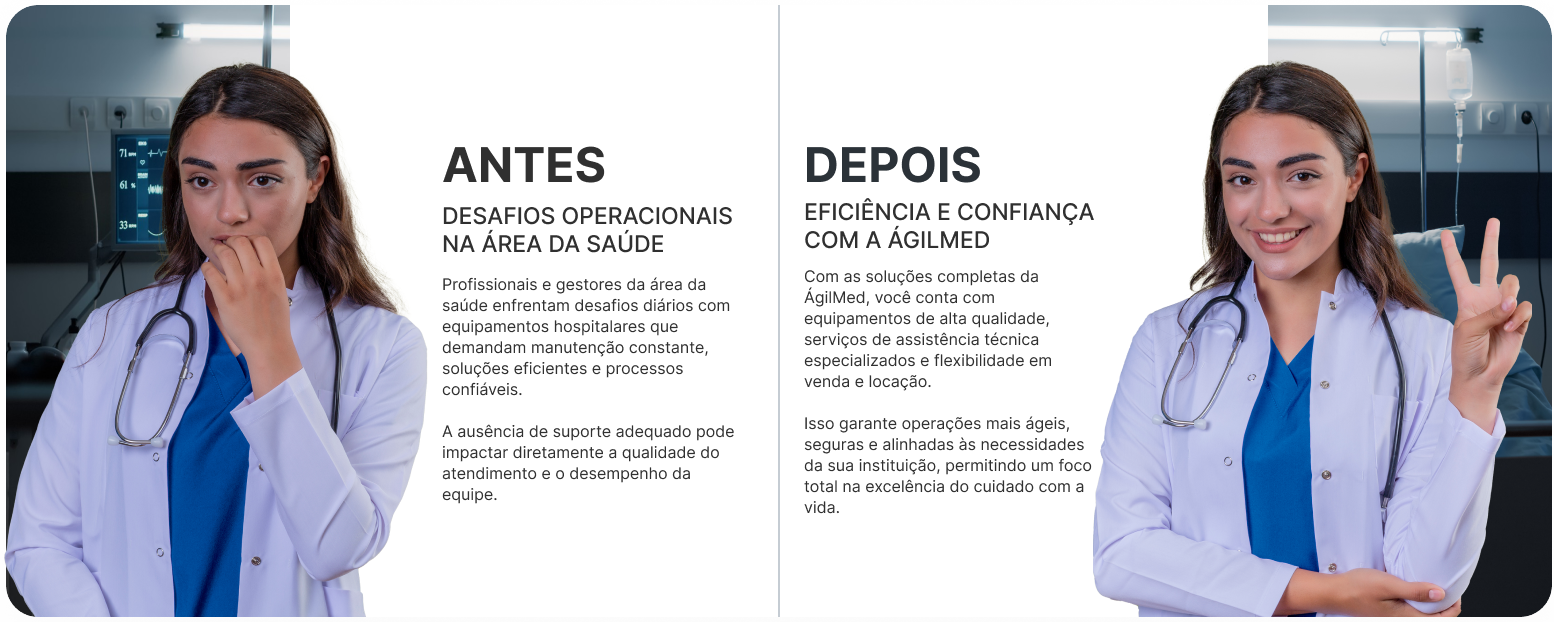 ANTES
DESAFIOS OPERACIONAIS
NA ÁREA DA SAÚDE
Profissionais e gestores da área da
saúde enfrentam desafios diários com
equipamentos hospitalares que
demandam manutenção constante,
soluções eficientes e processos
confiáveis.
A ausência de suporte adequado pode
impactar diretamente a qualidade do
atendimento e o desempenho da
equipe.
DEPOIS
EFICIÊNCIA E CONFIANÇA
COM A ÁGILMED
Com as soluções completas da
ÁgilMed, você conta com
equipamentos de alta qualidade,
serviços de assistência técnica
especializados e flexibilidade em
venda e locação.
Isso garante operações mais ágeis,
seguras e alinhadas às necessidades
da sua instituição, permitindo um foco
total na excelência do cuidado com a
vida.
71
61 %
33